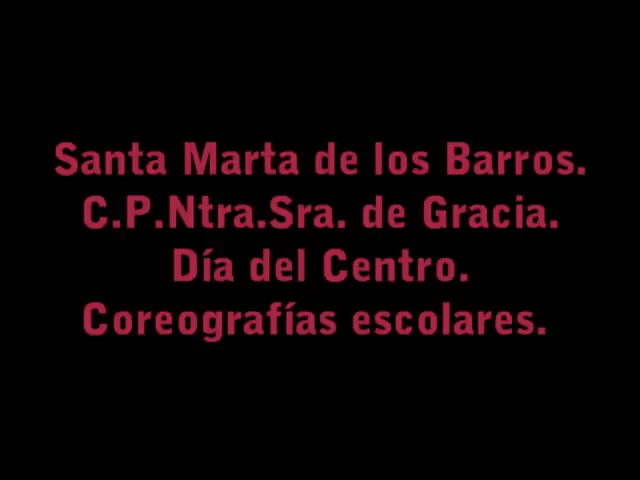 Santa Marta de los Barros.
C.P.Ntra.Sra. de Gracia.
Día del Centro.
Coreografías escolares.